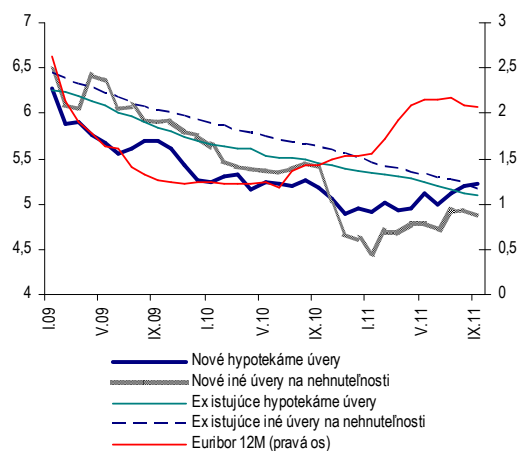 7
6,5
6
5,5
5
4,5
4
3
2,5
2
1,5
1
0,5
0
I.09
V.09
IX.09
I.10
V.10
IX.10
I.11
V.11
IX.11
Nové hypotekárne úvery
Nové iné úvery na nehnuteľnosti
Existujúce hypotekárne úvery
Existujúce iné úvery na nehnuteľnosti
Euribor 12M (pravá os)